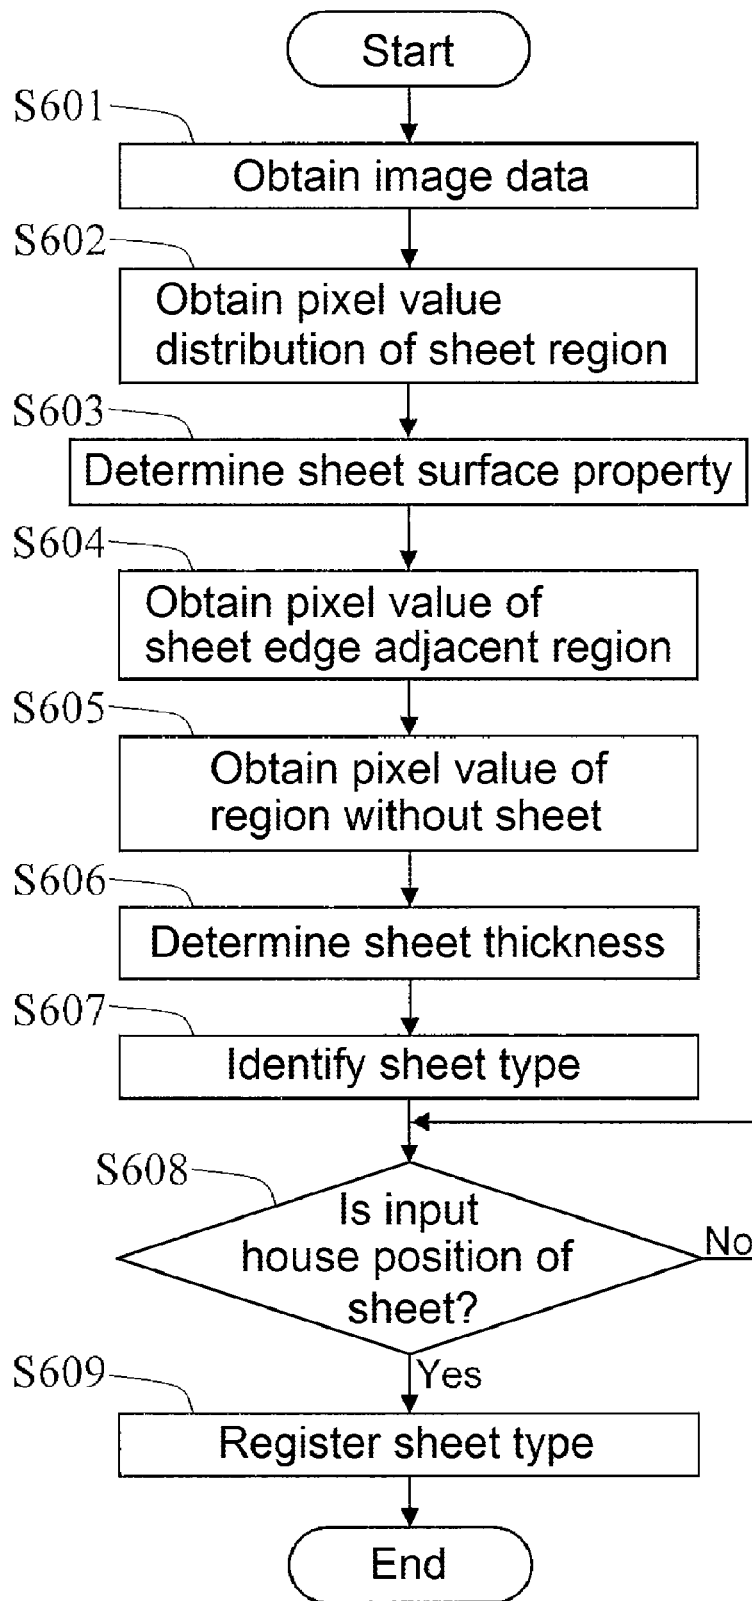 Start
S601
Obtain image data
S602
Obtain pixel value
distribution of sheet region
S603
Determine sheet surface property
S604
Obtain pixel value of
sheet edge adjacent region
S605
Obtain pixel value of
region without sheet
S606
Determine sheet thickness
S607
Identify sheet type
S608
Is input
house position of
sheet?
No
Yes
S609
Register sheet type
End